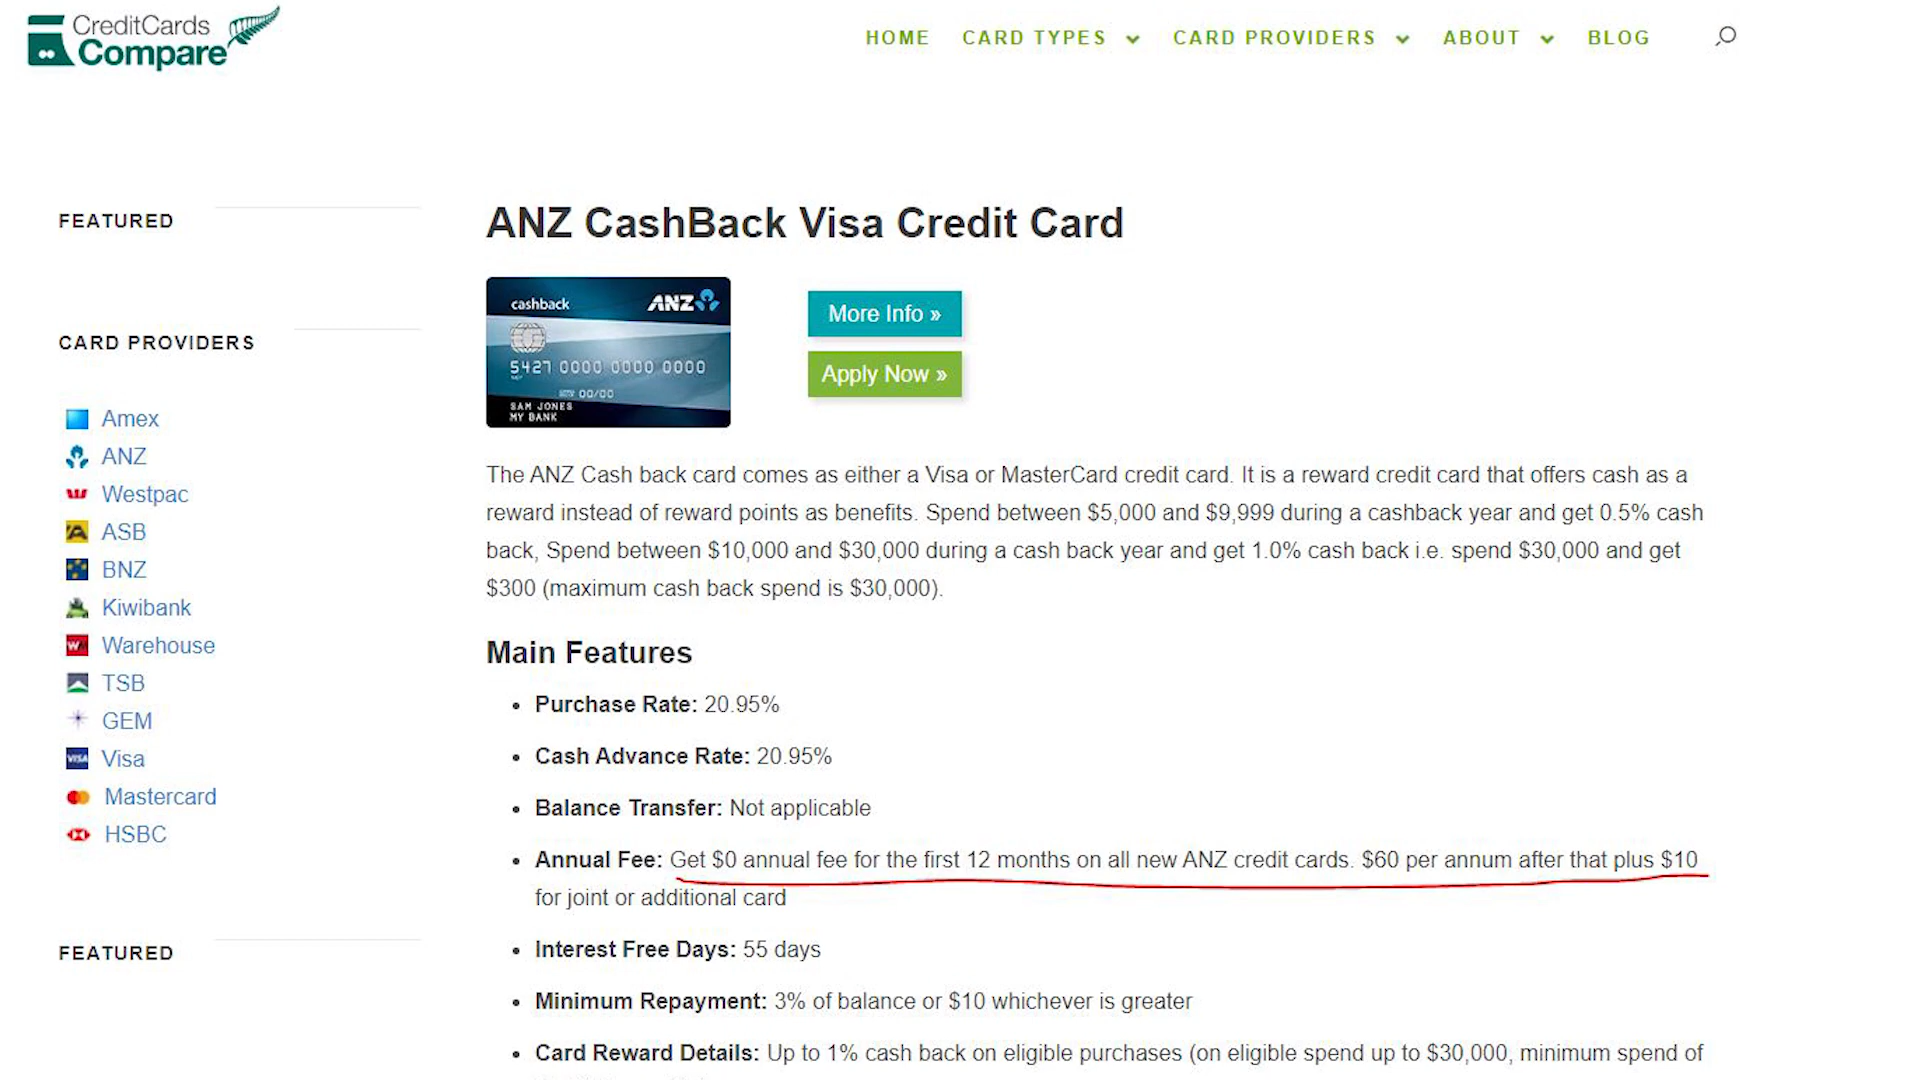 CreditCards
Compare
HOME CARD TYPES CARD PROVIDERS ABOUT BLOG
FEATURED
CARD PROVIDERS
Amex
ANZ
Westpac
ASB
BNZ
Kiwibank
Warehouse
TSB
GEM
VISA Visa
Mastercard
HSBC
FEATURED
ANZ CashBack Visa Credit Card
cashback ANZ
5427 0000 0000 0000
00/00
SAM JONES
MY BANK
More Info »
Apply Now »
The ANZ Cash back card comes as either a Visa or MasterCard credit card. It is a reward credit card that offers cash as a
reward instead of reward points as benefits. Spend between $5,000 and $9,999 during a cashback year and get 0.5% cash
back, Spend between $10,000 and $30,000 during a cash back year and get 1.0% cash back i.e. spend $30,000 and get
$300 (maximum cash back spend is $30,000).
Main Features
• Purchase Rate: 20.95%
• Cash Advance Rate: 20.95%
• Balance Transfer: Not applicable
• Annual Fee: Get $0 annual fee for the first 12 months on all new ANZ credit cards. $60 per annum after that plus $10
for joint or additional card
• Interest Free Days: 55 days
• Minimum Repayment: 3% of balance or $10 whichever is greater
• Card Reward Details: Up to 1% cash back on eligible purchases (on eligible spend up to $30,000, minimum spend of